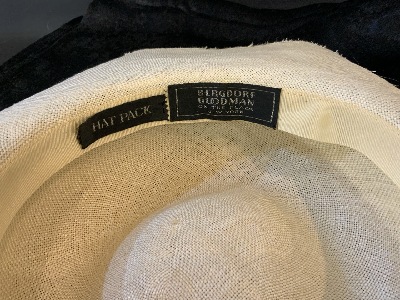 HAT PACK
BERGDORF
GOODMAN
ON THE PLAZA
NEW YORK